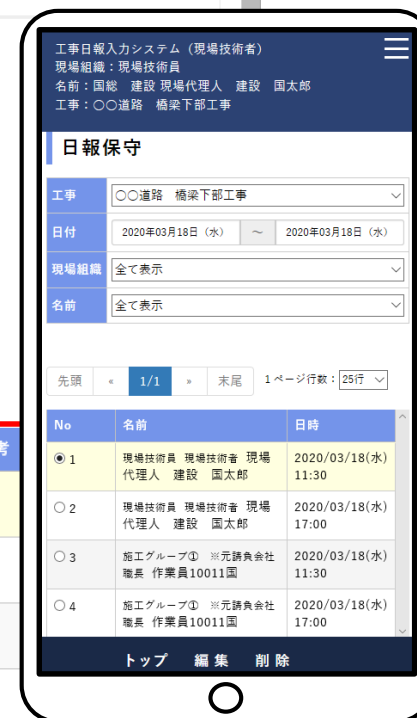 工事日報入力システム（現場技術者）
現場組織：現場技術員
名前：国総　建設 現場代理人　建設　国太郎
工事：○○道路　橋梁下部工事
日報保守
工事 ○○道路　橋梁下部工事
日付 2020年03月18日（水） ～ 2020年03月18日（水）
現場組織 全て表示
名前 全て表示
先頭 « 1/1 » 末尾 1ページ行数：25行
考
No 名前 日時
1 現場技術員 現場技術者 現場代理人　建設　国太郎 2020/03/18(水) 11:30
2 現場技術員 現場技術者 現場代理人　建設　国太郎 2020/03/18(水) 17:00
3 施工グループ①　※元請負会社 職長 作業員10011国 2020/03/18(水) 11:30
4 施工グループ①　※元請負会社 職長 作業員10011国 2020/03/18(水) 17:00
トップ 編集 削除